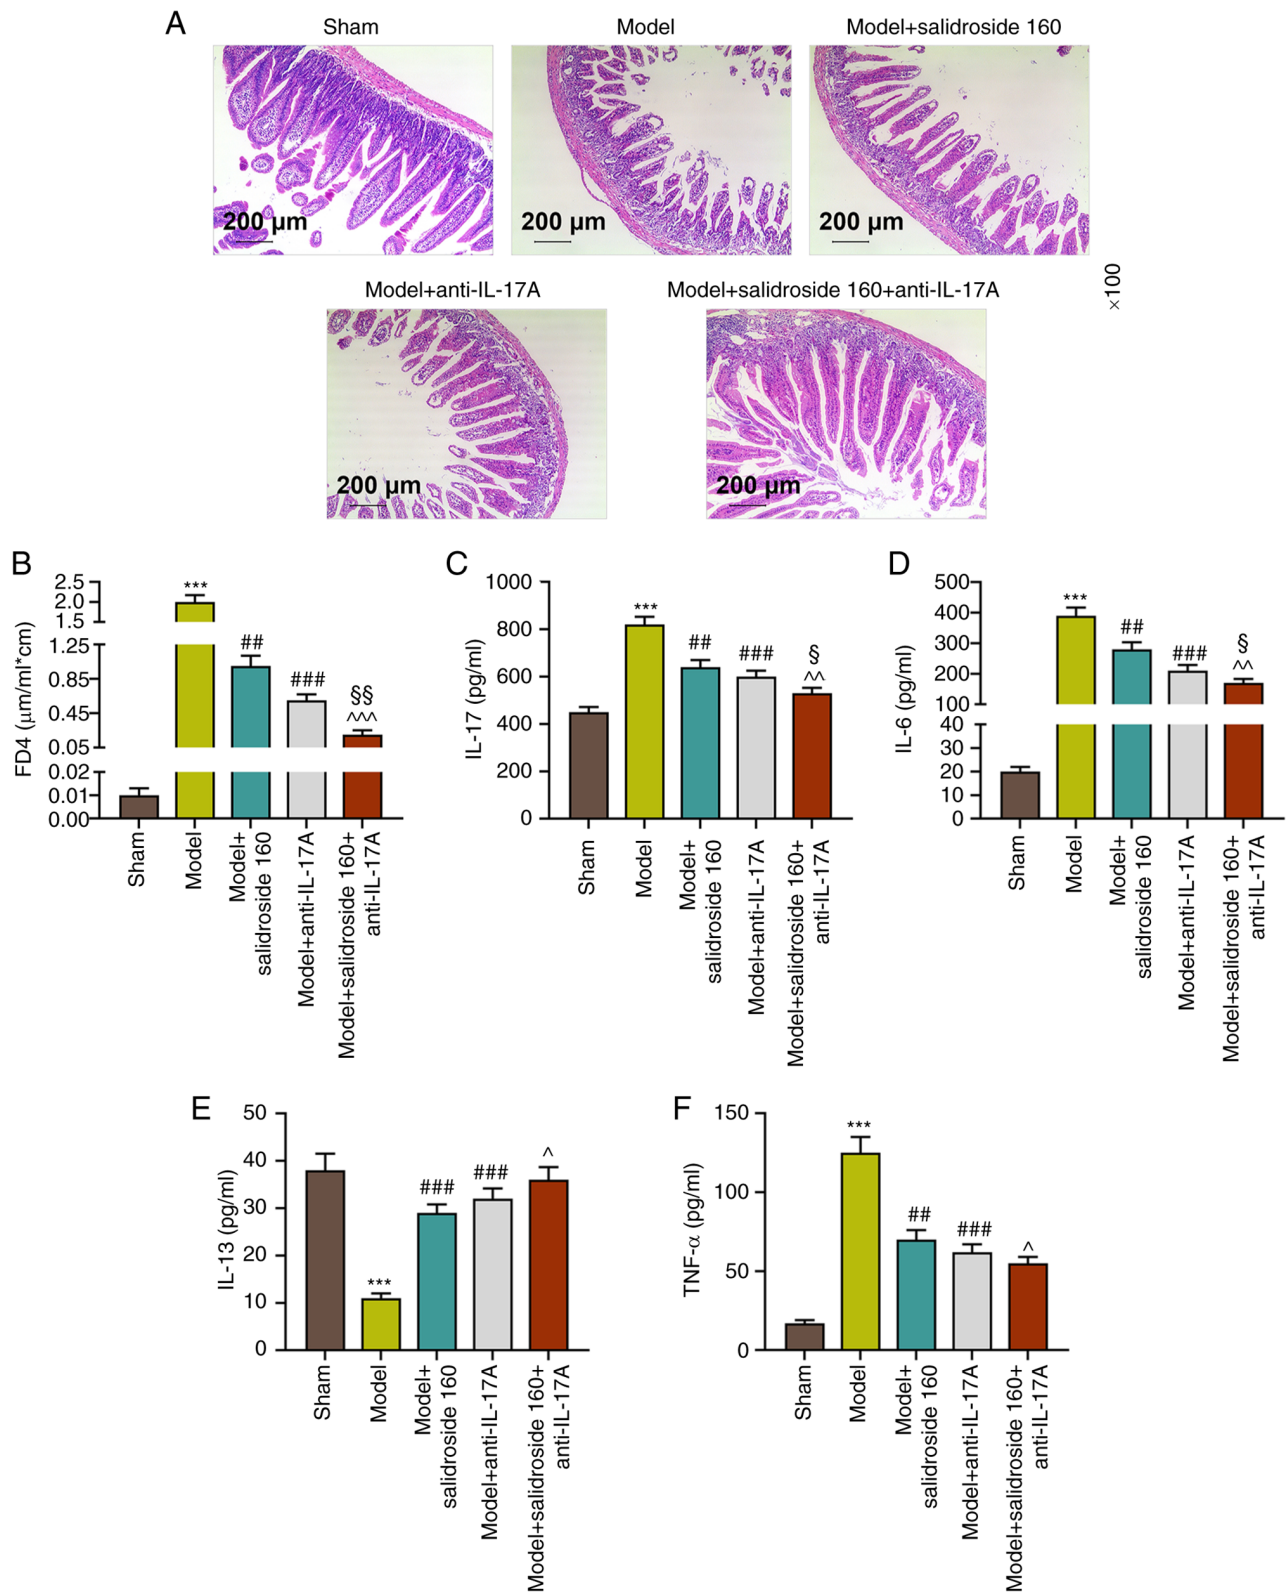 A
Sham
Model
Model+salidroside 160
200 μm
200 μm
200 μm
Model+anti-IL-17A
Model+salidroside 160+anti-IL-17A
×100
200 μm
200 μm
B
FD4 (μm/ml*cm)
2.5
2.0
1.5
1.25
0.85
0.45
0.05
0.02
0.01
0.00
***
##
###
§§
^^^
Sham
Model
Model+
salidroside 160
Model+anti-IL-17A
Model+salidroside 160+
anti-IL-17A
C
IL-17 (pg/ml)
1000
800
600
400
200
0
***
##
###
§
^^
Sham
Model
Model+
salidroside 160
Model+anti-IL-17A
Model+salidroside 160+
anti-IL-17A
D
IL-6 (pg/ml)
500
400
300
200
100
40
30
20
10
0
***
##
###
§
^^
Sham
Model
Model+
salidroside 160
Model+anti-IL-17A
Model+salidroside 160+
anti-IL-17A
E
IL-13 (pg/ml)
50
40
30
20
10
0
***
###
###
^
Sham
Model
Model+
salidroside 160
Model+anti-IL-17A
Model+salidroside 160+
anti-IL-17A
F
TNF-α (pg/ml)
150
100
50
0
***
##
###
^
Sham
Model
Model+
salidroside 160
Model+anti-IL-17A
Model+salidroside 160+
anti-IL-17A